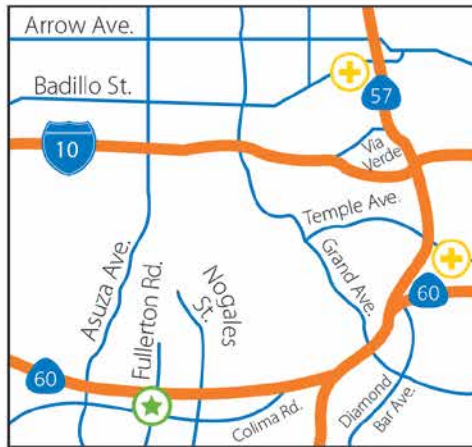 Arrow Ave.
Badillo St.
57
10
Via
Verde
Temple Ave.
Asuza Ave.
Fullerton Rd.
Nogales
St.
Grand Ave.
60
60
Colima Rd.
Diamond
Bar Ave.